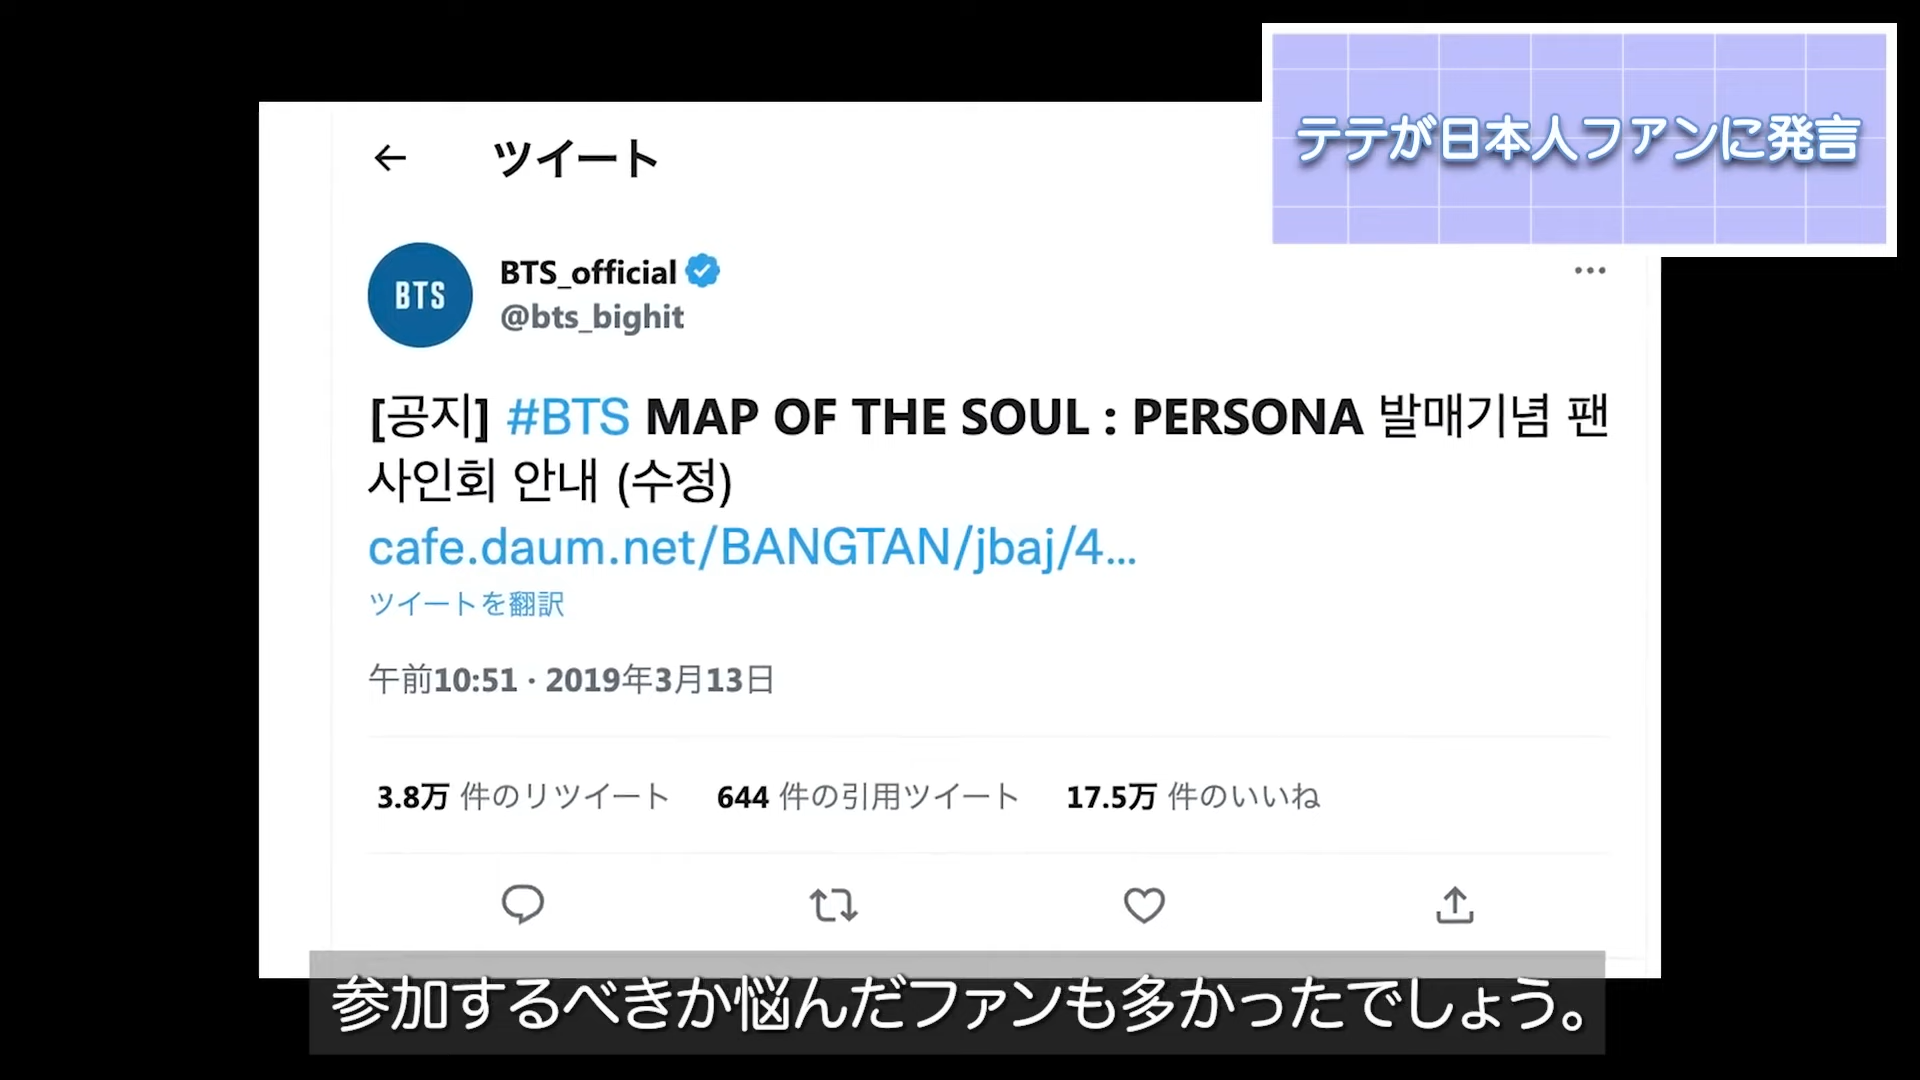 テテが日本人ファンに発言
ツイート
BTS
BTS_official
@bts_bighit
[공지] #BTS MAP OF THE SOUL : PERSONA 발매기념 팬
사인회 안내 (수정)
cafe.daum.net/BANGTAN/jbaj/4...
ツイートを翻訳
午前10:51 · 2019年3月13日
3.8万 件のリツイート 644 件の引用ツイート 17.5万 件のいいね
参加するべきか悩んだファンも多かったでしょう。